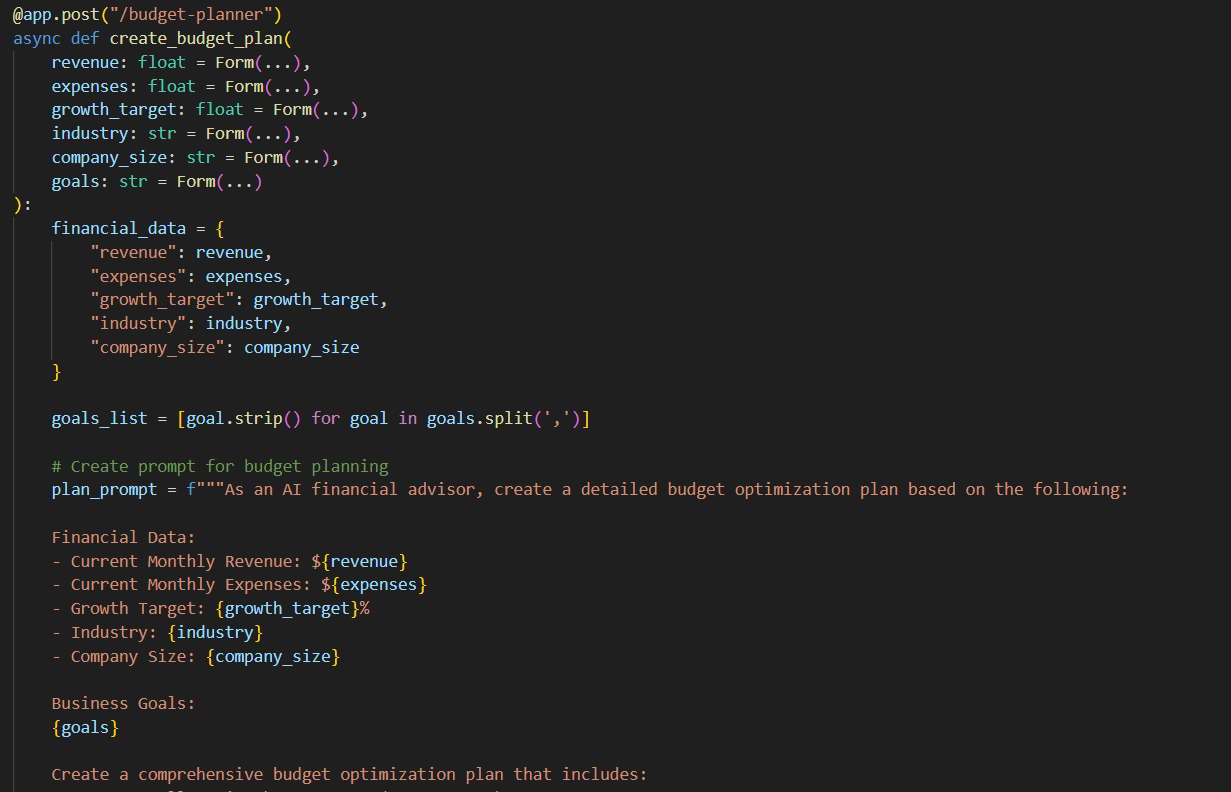 @app.post("/budget-planner")
async def create_budget_plan(
    revenue: float = Form(...),
    expenses: float = Form(...),
    growth_target: float = Form(...),
    industry: str = Form(...),
    company_size: str = Form(...),
    goals: str = Form(...)
):
    financial_data = {
        "revenue": revenue,
        "expenses": expenses,
        "growth_target": growth_target,
        "industry": industry,
        "company_size": company_size
    }
    goals_list = [goal.strip() for goal in goals.split(',')]
    # Create prompt for budget planning
    plan_prompt = f"""As an AI financial advisor, create a detailed budget optimization plan based on the following:
    Financial Data:
    - Current Monthly Revenue: ${revenue}
    - Current Monthly Expenses: ${expenses}
    - Growth Target: {growth_target}%
    - Industry: {industry}
    - Company Size: {company_size}
    Business Goals:
    {goals}
    Create a comprehensive budget optimization plan that includes: